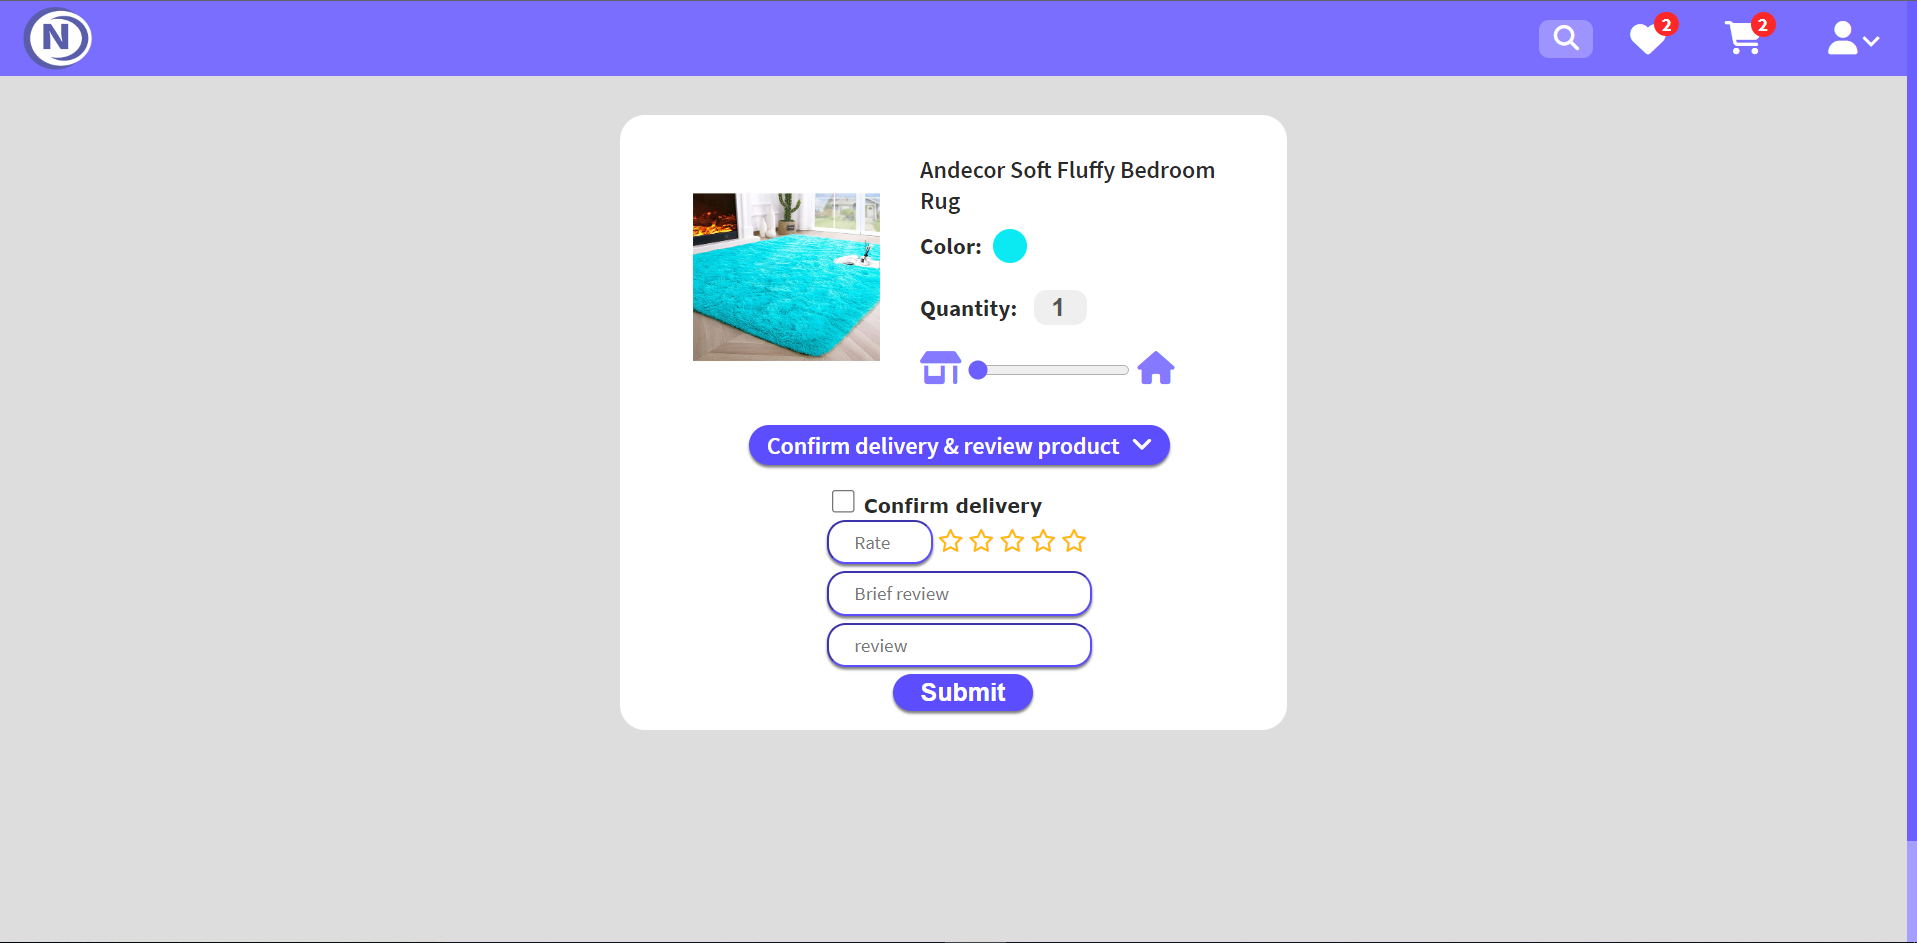 N
2
2
Andecor Soft Fluffy Bedroom
Rug
Color:
Quantity: 1
Confirm delivery & review product
Confirm delivery
Rate
Brief review
review
Submit